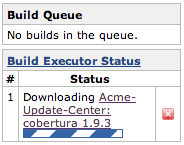 Build Queue
No builds in the queue.
Build Executor Status
# Status
1 Downloading Acme-
Update-Center:
cobertura 1.9.3